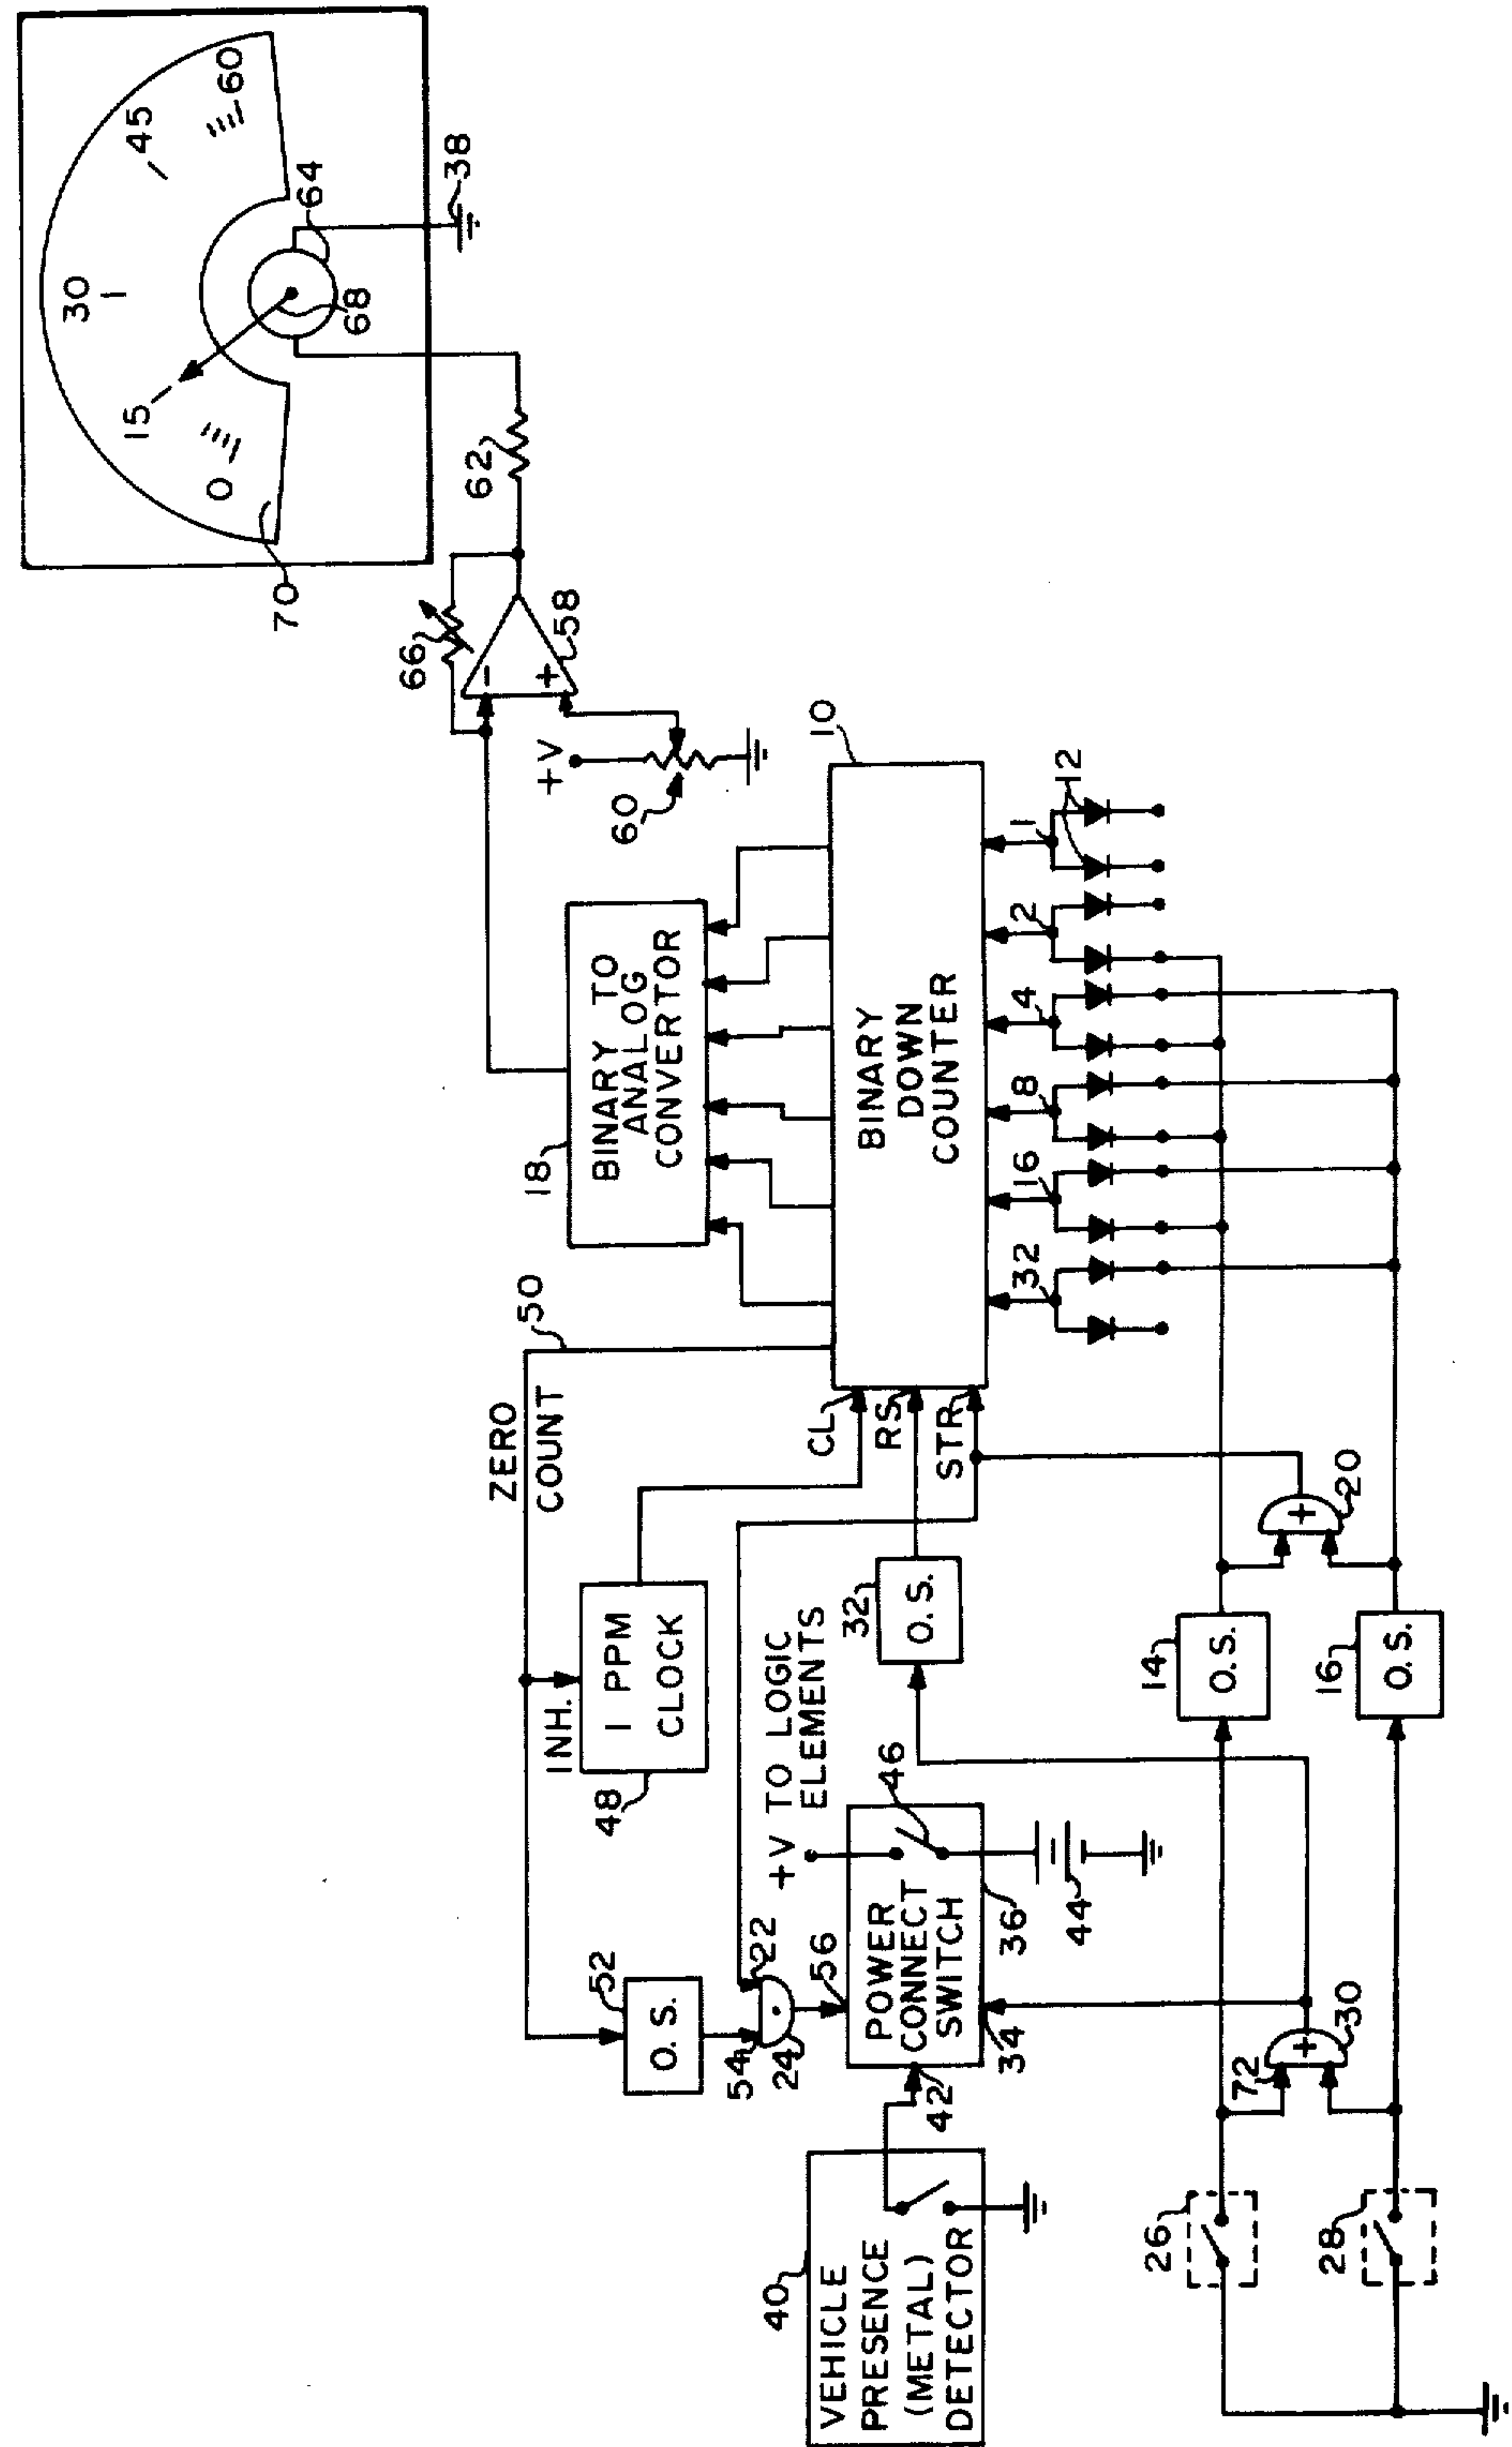 0
15
30
45
60
70
68
64
38
66
62
-
+
58
+V
60
18
BINARY TO
ANALOG
CONVERTOR
10
BINARY
DOWN
COUNTER
50
ZERO
COUNT
CL
RS
STR
32
16
8
4
2
1
12
INH.
1 PPM
CLOCK
48
52
O. S.
54
22
24
56
+V TO LOGIC
ELEMENTS
46
POWER
CONNECT
SWITCH
36
34
42
44
32
O. S.
40
VEHICLE
PRESENCE
(METAL)
DETECTOR
26
28
72
+
30
14
O. S.
16
O. S.
+
20